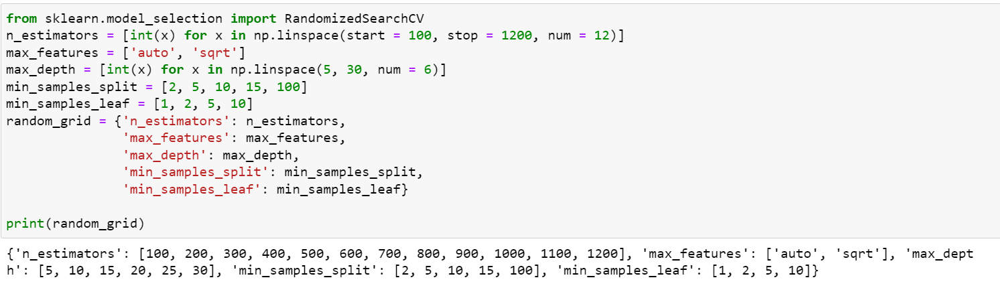 from sklearn.model_selection import RandomizedSearchCV
n_estimators = [int(x) for x in np.linspace(start = 100, stop = 1200, num = 12)]
max_features = ['auto', 'sqrt']
max_depth = [int(x) for x in np.linspace(5, 30, num = 6)]
min_samples_split = [2, 5, 10, 15, 100]
min_samples_leaf = [1, 2, 5, 10]
random_grid = {'n_estimators': n_estimators,
               'max_features': max_features,
               'max_depth': max_depth,
               'min_samples_split': min_samples_split,
               'min_samples_leaf': min_samples_leaf}
print(random_grid)
{'n_estimators': [100, 200, 300, 400, 500, 600, 700, 800, 900, 1000, 1100, 1200], 'max_features': ['auto', 'sqrt'], 'max_dept
h': [5, 10, 15, 20, 25, 30], 'min_samples_split': [2, 5, 10, 15, 100], 'min_samples_leaf': [1, 2, 5, 10]}